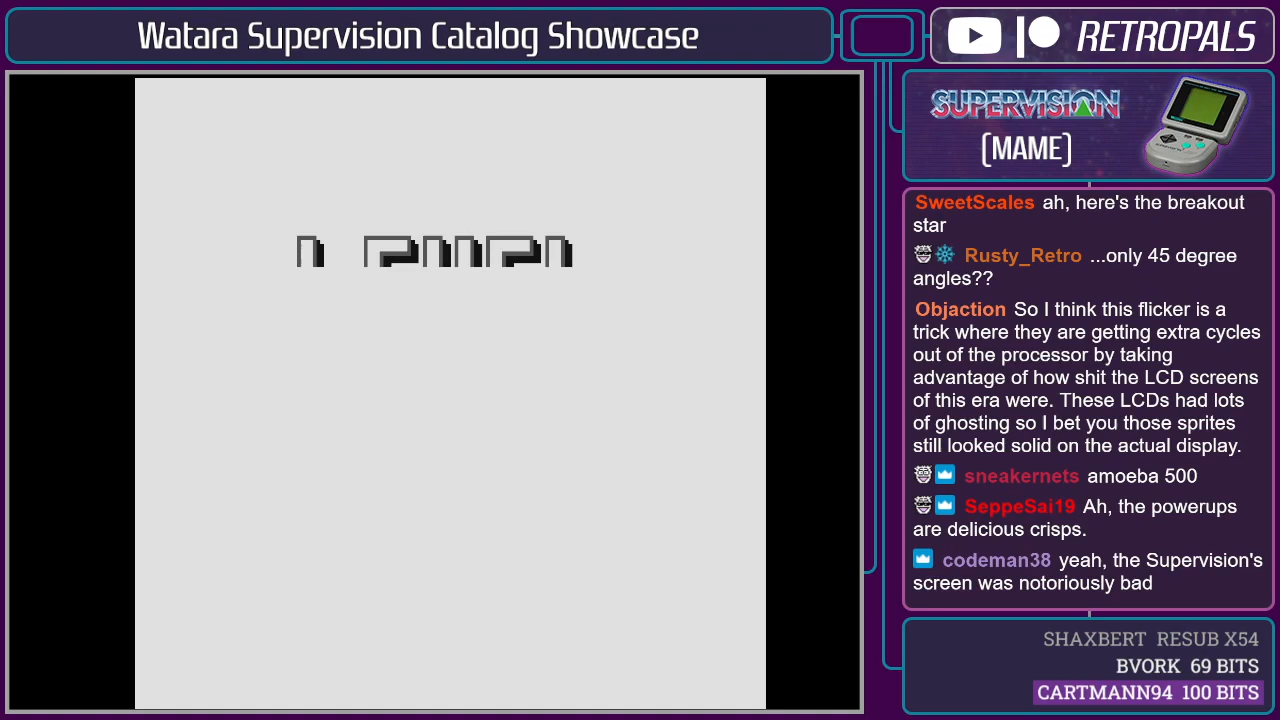 Watara Supervision Catalog Showcase
RETROPALS
SUPERVISION
[MAME]
SweetScales ah, here's the breakout
star
Rusty_Retro ...only 45 degree
angles??
Objaction So I think this flicker is a
trick where they are getting extra cycles
out of the processor by taking
advantage of how shit the LCD screens
of this era were. These LCDs had lots
of ghosting so I bet you those sprites
still looked solid on the actual display.
sneakernets amoeba 500
SeppeSai19 Ah, the powerups
are delicious crisps.
codeman38 yeah, the Supervision's
screen was notoriously bad
SHAXBERT RESUB X54
BVORK 69 BITS
CARTMANN94 100 BITS